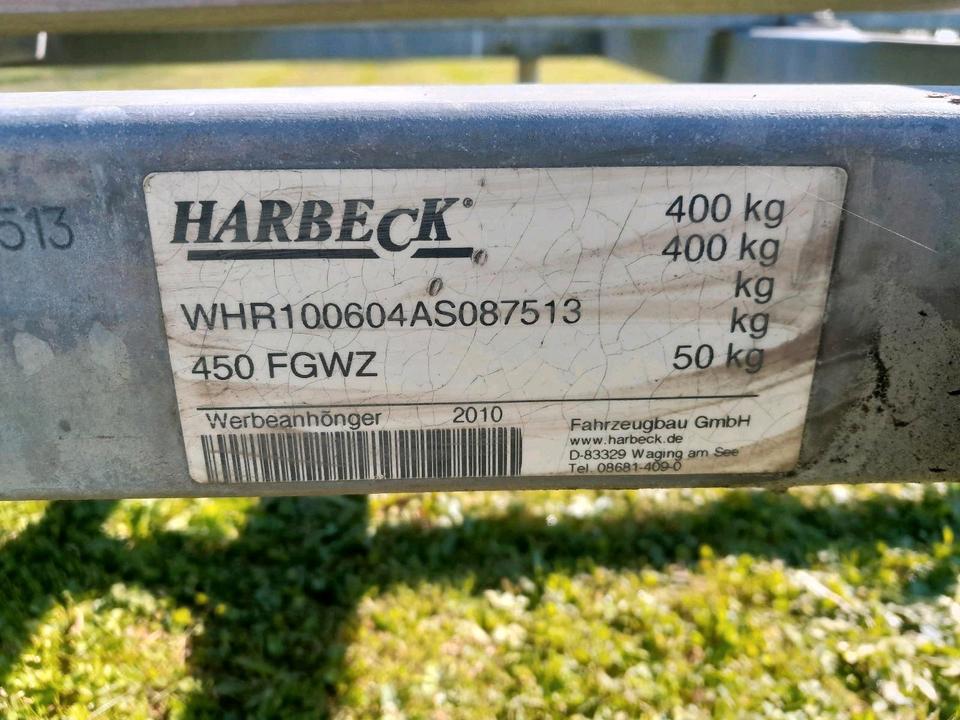 513
HARBECK®
WHR100604AS087513
450 FGWZ
400 kg
400 kg
kg
kg
50 kg
Werbeanhönger 2010
Fahrzeugbau GmbH
www.harbeck.de
D-83329 Waging am See
Tel. 08681-409-0